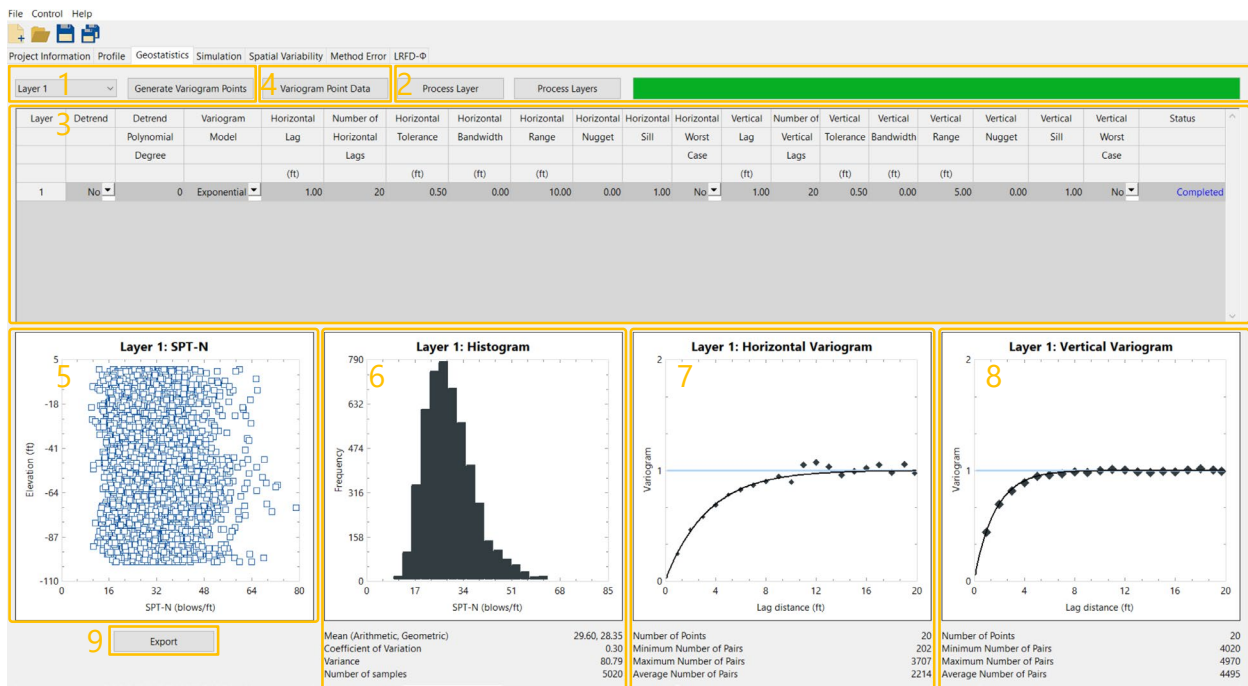 File Control Help
Project Information Profile Geostatistics Simulation Spatial Variability Method Error LRFD-Φ
Layer 1 1 Generate Variogram Points 4 Variogram Point Data 2 Process Layer Process Layers
3
Layer Detrend Detrend Variogram Horizontal Number of Horizontal Horizontal Horizontal Horizontal Horizontal Horizontal Vertical Number of Vertical Vertical Vertical Vertical Vertical Vertical Status
Polynomial Model Lag Horizontal Tolerance Bandwidth Range Nugget Sill Worst Lag Vertical Tolerance Bandwidth Range Nugget Sill Worst
Degree Lags Case Lags Case
(ft) (ft) (ft) (ft) (ft) (ft) (ft) (ft)
1 No 0 Exponential 1.00 20 0.50 0.00 10.00 0.00 1.00 No 1.00 20 0.50 0.00 5.00 0.00 1.00 No Completed
5
Layer 1: SPT-N
5
-18
-41
-64
-87
-110
Elevation (ft)
0 16 32 48 64 80
SPT-N (blows/ft)
9
Export
6
Layer 1: Histogram
790
632
474
316
158
0
Frequency
0 17 34 51 68 85
SPT-N (blows/ft)
Mean (Arithmetic, Geometric) 29.60, 28.35
Coefficient of Variation 0.30
Variance 80.79
Number of samples 5020
7
Layer 1: Horizontal Variogram
2
1
0
Variogram
0 4 8 12 16 20
Lag distance (ft)
Number of Points 20
Minimum Number of Pairs 202
Maximum Number of Pairs 3707
Average Number of Pairs 2214
8
Layer 1: Vertical Variogram
2
1
0
Variogram
0 4 8 12 16 20
Lag distance (ft)
Number of Points 20
Minimum Number of Pairs 4020
Maximum Number of Pairs 4970
Average Number of Pairs 4495